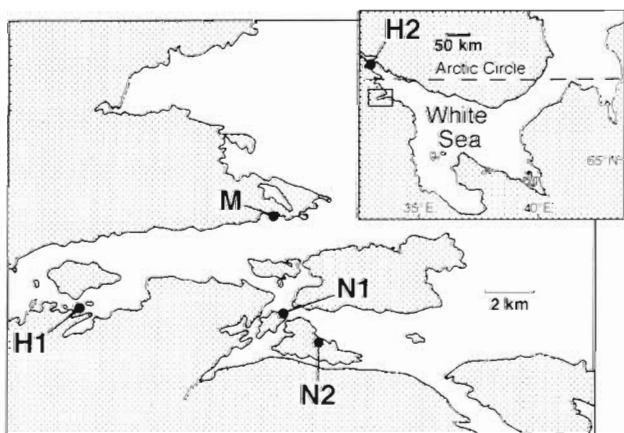 H2
50 km
Arctic Circle
White
Sea
65°N
35°E
40°E
M
N1
2 km
H1
N2